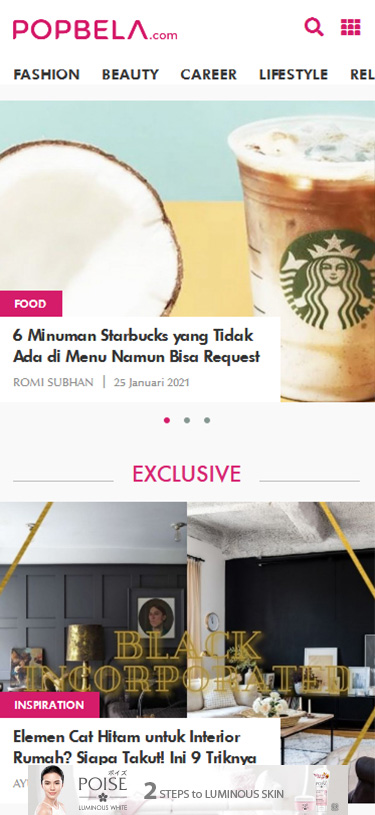 POPBELA.com
FASHION BEAUTY CAREER LIFESTYLE REL
FOOD
6 Minuman Starbucks yang Tidak
Ada di Menu Namun Bisa Request
ROMI SUBHAN | 25 Januari 2021
EXCLUSIVE
BLACK
INCORPORATED
INSPIRATION
Elemen Cat Hitam untuk Interior
Rumah? Siapa Takut! Ini 9 Triknya
AY
ポイズ
POISE
LUMINOUS WHITE
2 STEPS to LUMINOUS SKIN